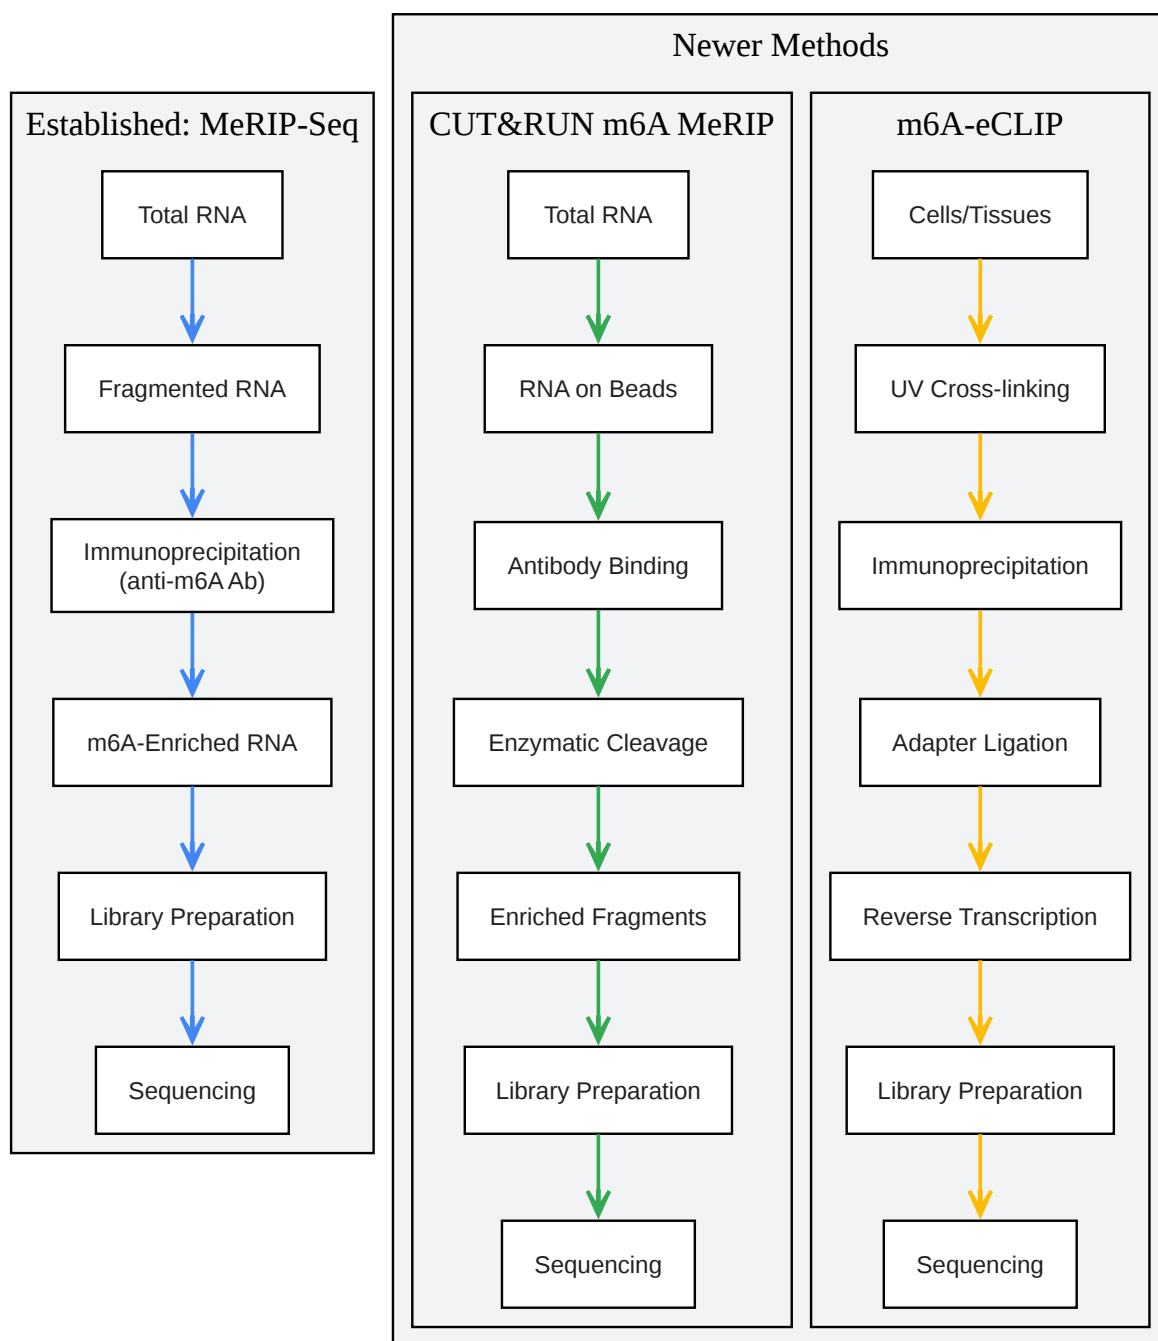 Newer Methods
Established: MeRIP-Seq
Total RNA
Fragmented RNA
Immunoprecipitation
(anti-m6A Ab)
m6A-Enriched RNA
Library Preparation
Sequencing
CUT&RUN m6A MeRIP
Total RNA
RNA on Beads
Antibody Binding
Enzymatic Cleavage
Enriched Fragments
Library Preparation
Sequencing
m6A-eCLIP
Cells/Tissues
UV Cross-linking
Immunoprecipitation
Adapter Ligation
Reverse Transcription
Library Preparation
Sequencing